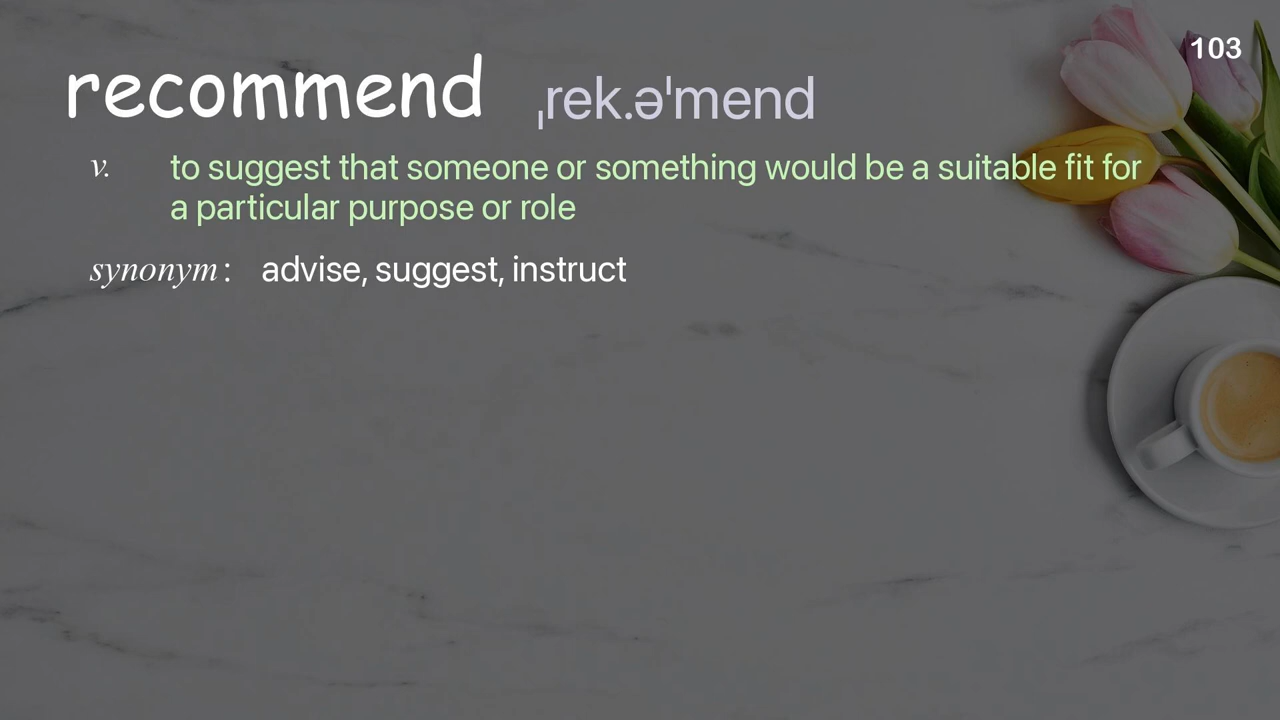 103
recommend ˌrek.əˈmend
v. to suggest that someone or something would be a suitable fit for
a particular purpose or role
synonym: advise, suggest, instruct